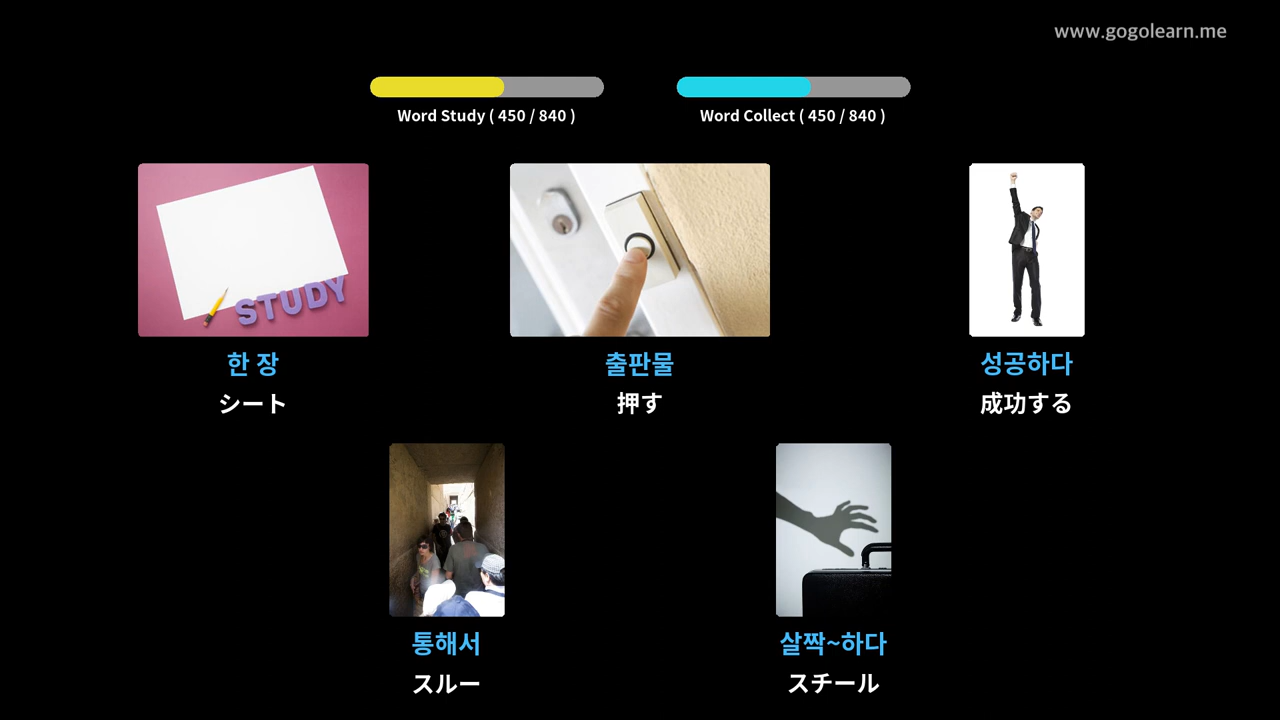 www.gogolearn.me
Word Study ( 450 / 840 )
Word Collect ( 450 / 840 )
STUDY
한 장
シート
출판물
押す
성공하다
成功する
통해서
スルー
살짝~하다
スチール